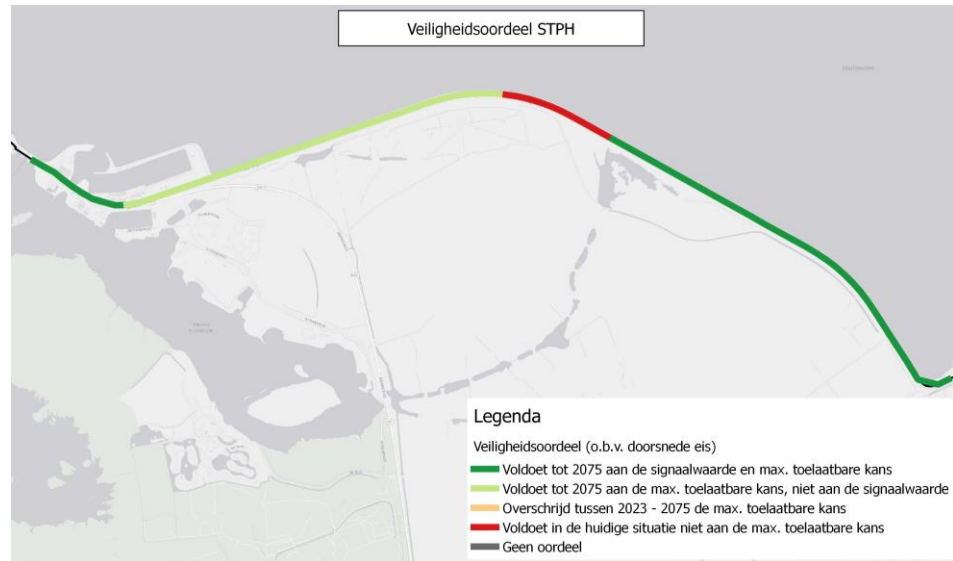 Veiligheidsoordeel STPH
Legenda
Veiligheidsoordeel (o.b.v. doorsnede eis)
Voldoet tot 2075 aan de signaalwaarde en max. toelaatbare kans
Voldoet tot 2075 aan de max. toelaatbare kans, niet aan de signaalwaarde
Overschrijd tussen 2023 - 2075 de max. toelaatbare kans
Voldoet in de huidige situatie niet aan de max. toelaatbare kans
Geen oordeel